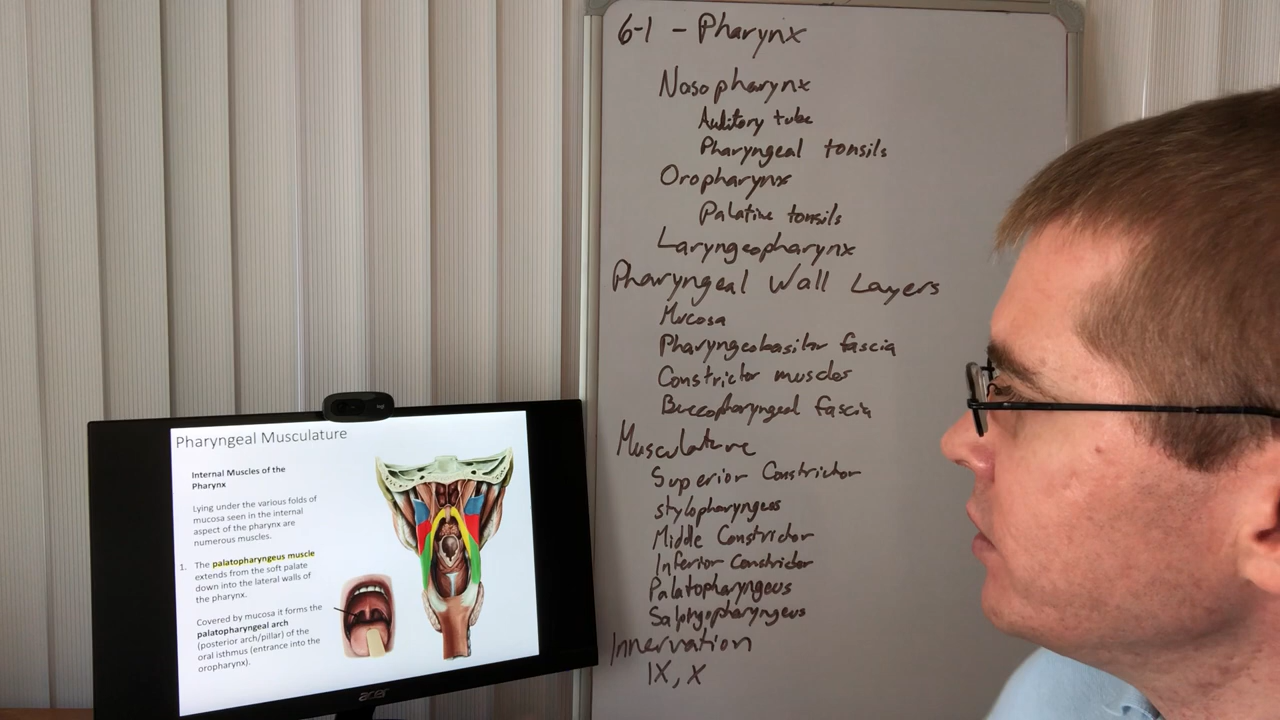 6-1 - Pharynx
Nasopharynx
Auditory tube
Pharyngeal tonsils
Oropharynx
Palatine tonsils
Laryngeopharynx
Pharyngeal Wall Layers
Mucosa
Pharyngeobasilar fascia
Constrictor muscles
Buccopharyngeal fascia
Musculature
Superior Constrictor
Stylopharyngeus
Middle Constrictor
Inferior Constrictor
Palatopharyngeus
Salpingopharyngeus
Innervation
IX, X
Pharyngeal Musculature
Internal Muscles of the
Pharynx
Lying under the various folds of
mucosa seen in the internal
aspect of the pharynx are
numerous muscles.
1. The palatopharyngeus muscle
extends from the soft palate
down into the lateral walls of
the pharynx.
Covered by mucosa it forms the
palatopharyngeal arch
(posterior arch/pillar) of the
oral isthmus (entrance into the
oropharynx).
acer